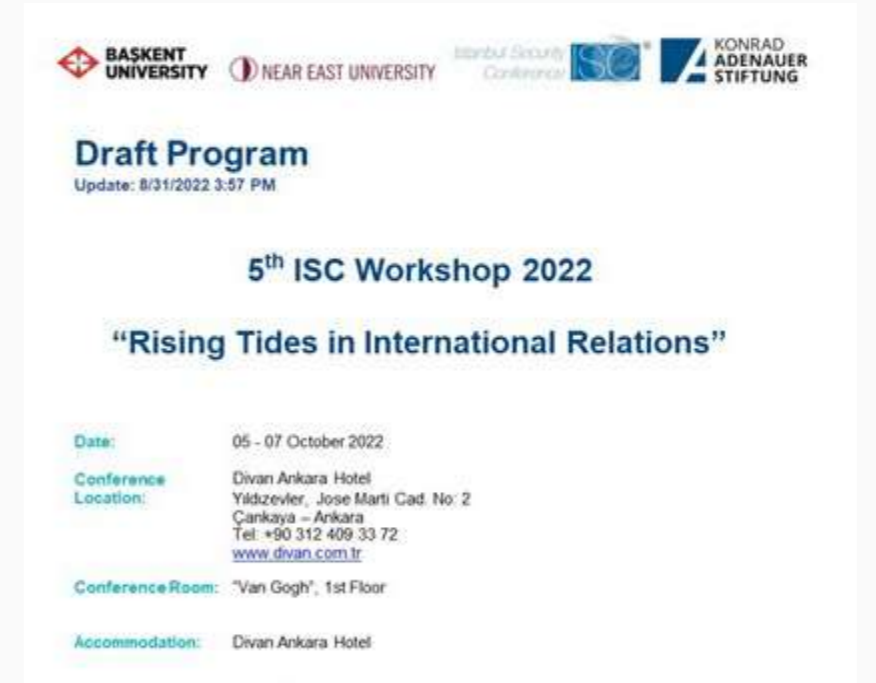 BAŞKENT
UNIVERSITY
NEAR EAST UNIVERSITY
Istanbul Security
Conference
ISC
KONRAD
ADENAUER
STIFTUNG
Draft Program
Update: 8/31/2022 3:57 PM
5th ISC Workshop 2022
“Rising Tides in International Relations”
Date: 05 - 07 October 2022
Conference Location: Divan Ankara Hotel
Yıldızevler, Jose Marti Cad. No: 2
Çankaya – Ankara
Tel: +90 312 409 33 72
www.divan.com.tr
Conference Room: "Van Gogh", 1st Floor
Accommodation: Divan Ankara Hotel